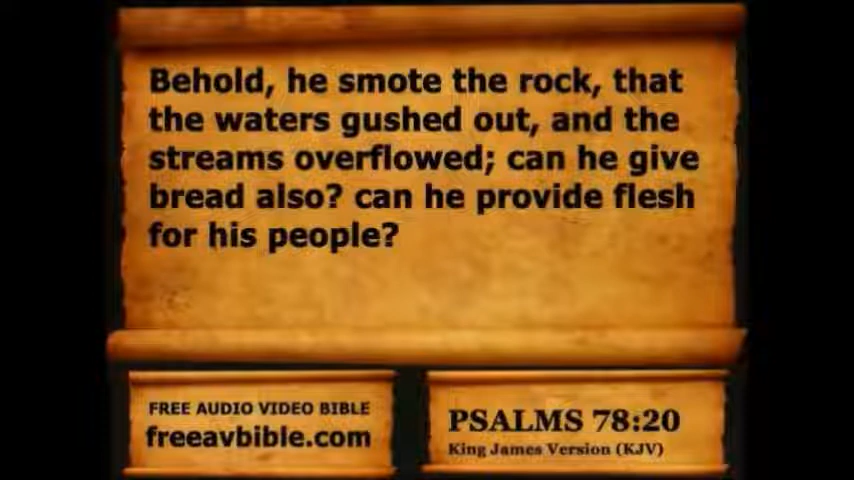 Behold, he smote the rock, that
the waters gushed out, and the
streams overflowed; can he give
bread also? can he provide flesh
for his people?
FREE AUDIO VIDEO BIBLE
freeavbible.com
PSALMS 78:20
King James Version (KJV)